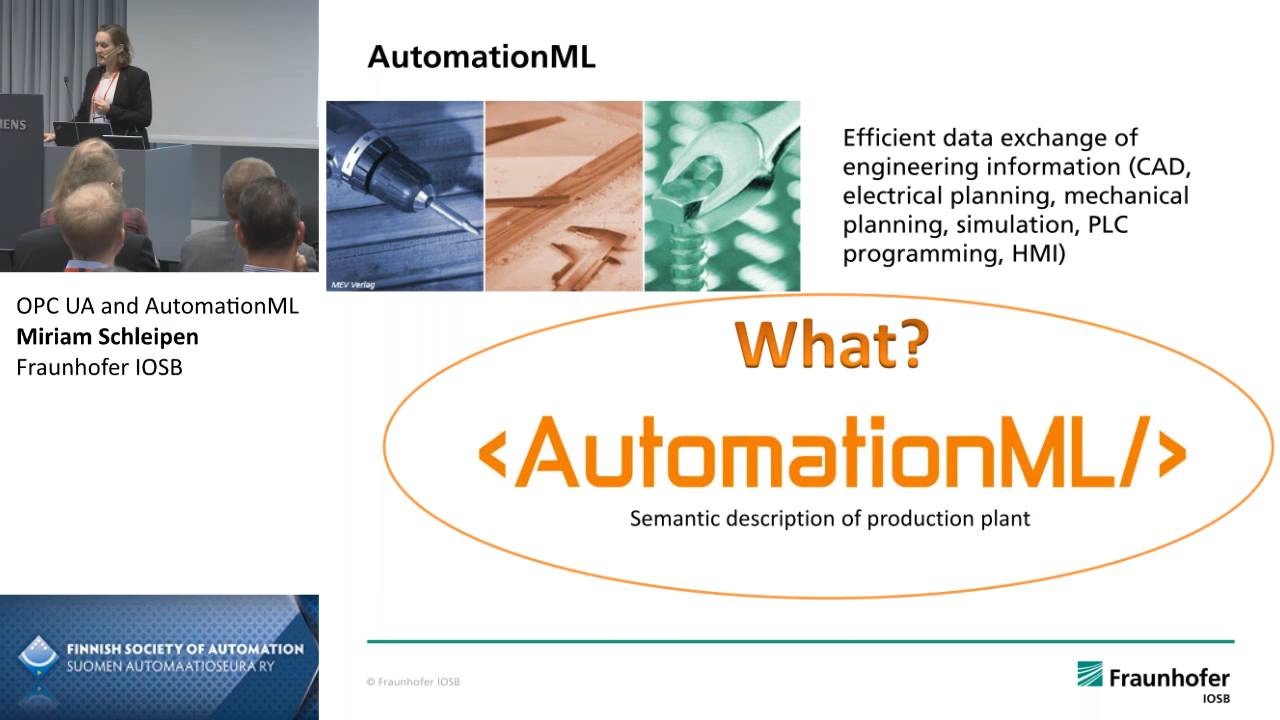 AutomationML
Efficient data exchange of
engineering information (CAD,
electrical planning, mechanical
planning, simulation, PLC
programming, HMI)
MEV Verlag
What?
<AutomationML/>
Semantic description of production plant
© Fraunhofer IOSB
Fraunhofer
IOSB
IENS
OPC UA and AutomationML
Miriam Schleipen
Fraunhofer IOSB
FINNISH SOCIETY OF AUTOMATION
SUOMEN AUTOMAATIOSEURA RY